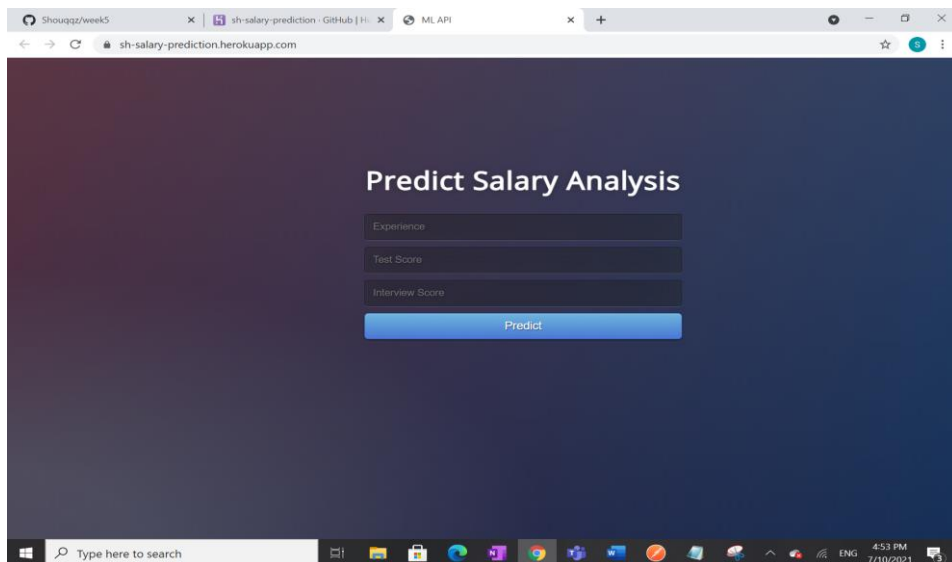 Shouqqz/week5
sh-salary-prediction · GitHub | H
ML API
sh-salary-prediction.herokuapp.com
S
Predict Salary Analysis
Experience
Test Score
Interview Score
Predict
Type here to search
ENG
4:53 PM
7/10/2021
3